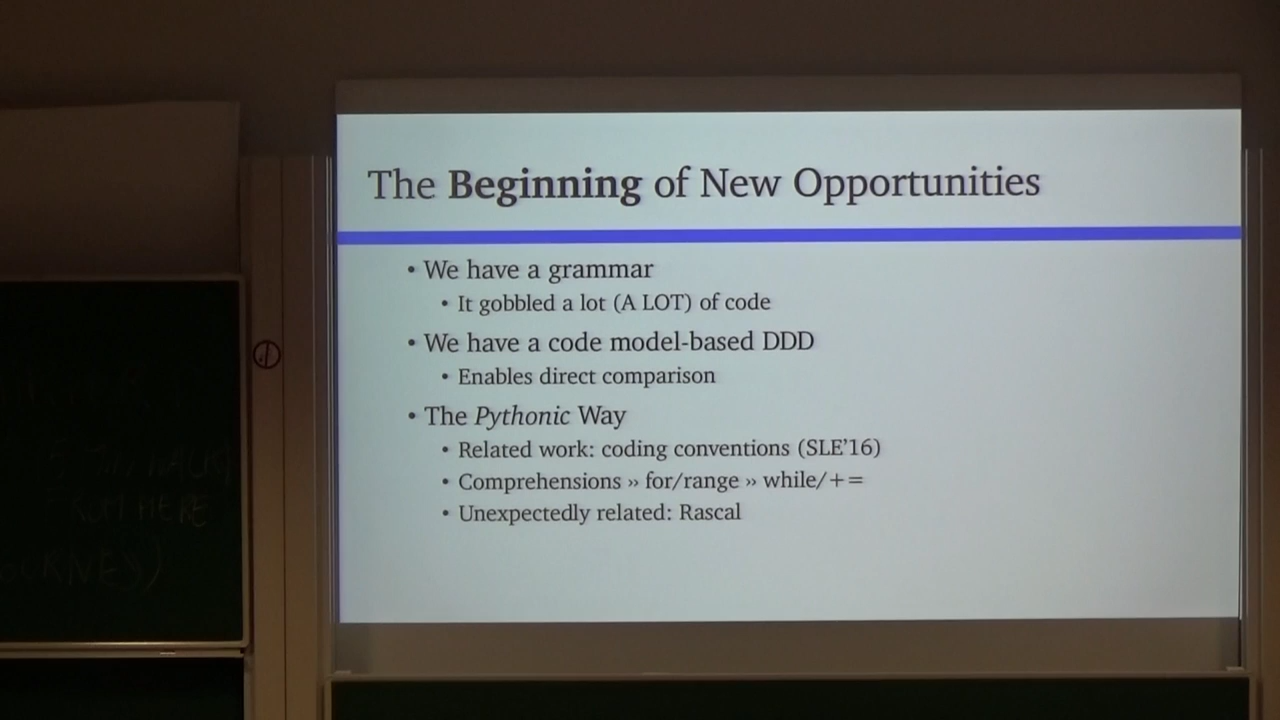 The Beginning of New Opportunities
• We have a grammar
• It gobbled a lot (A LOT) of code
• We have a code model-based DDD
• Enables direct comparison
• The Pythonic Way
• Related work: coding conventions (SLE'16)
• Comprehensions » for/range » while/+=
• Unexpectedly related: Rascal